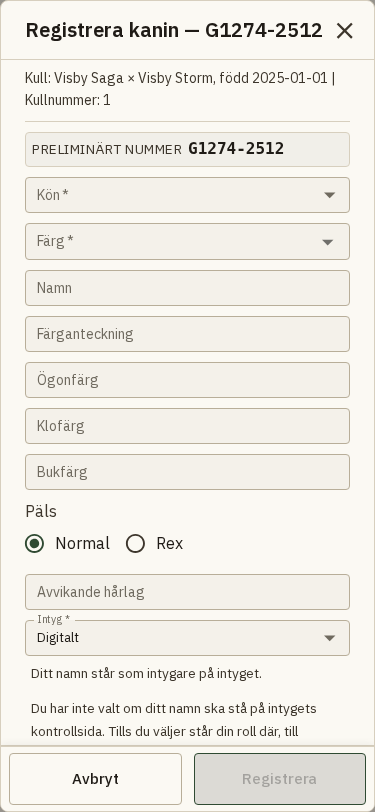 Registrera kanin — G1274-2512
Kull: Visby Saga × Visby Storm, född 2025-01-01 |
Kullnummer: 1
PRELIMINÄRT NUMMER G1274-2512
Kön *
Färg *
Namn
Färganteckning
Ögonfärg
Klofärg
Bukfärg
Päls
Normal Rex
Avvikande hårlag
Intyg *
Digitalt
Ditt namn står som intygare på intyget.
Du har inte valt om ditt namn ska stå på intygets
kontrollsida. Tills du väljer står din roll där, till
Avbryt Registrera